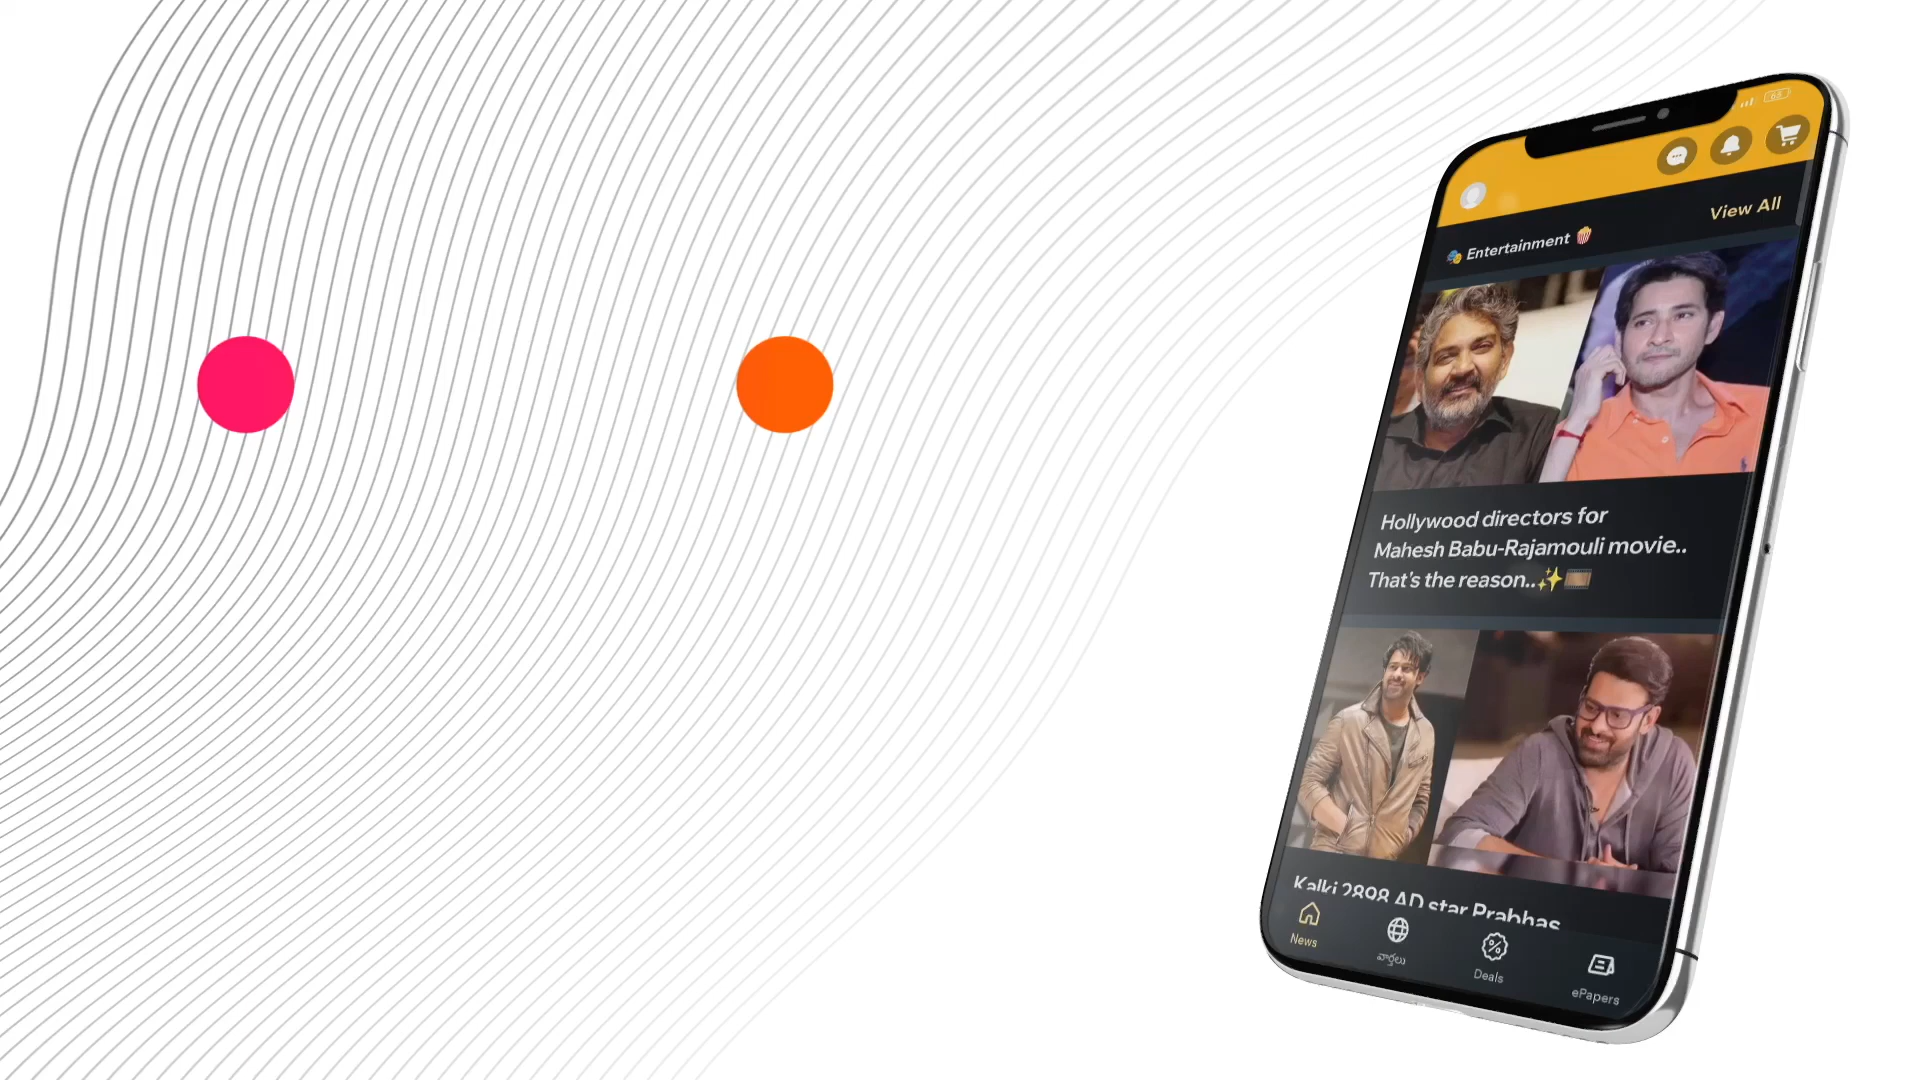 65
View All
🎭 Entertainment 🍿
Hollywood directors for
Mahesh Babu-Rajamouli movie..
That's the reason..✨🎞️
Kalki 2898 AD star Prabhas
News
వార్తలు
Deals
ePapers